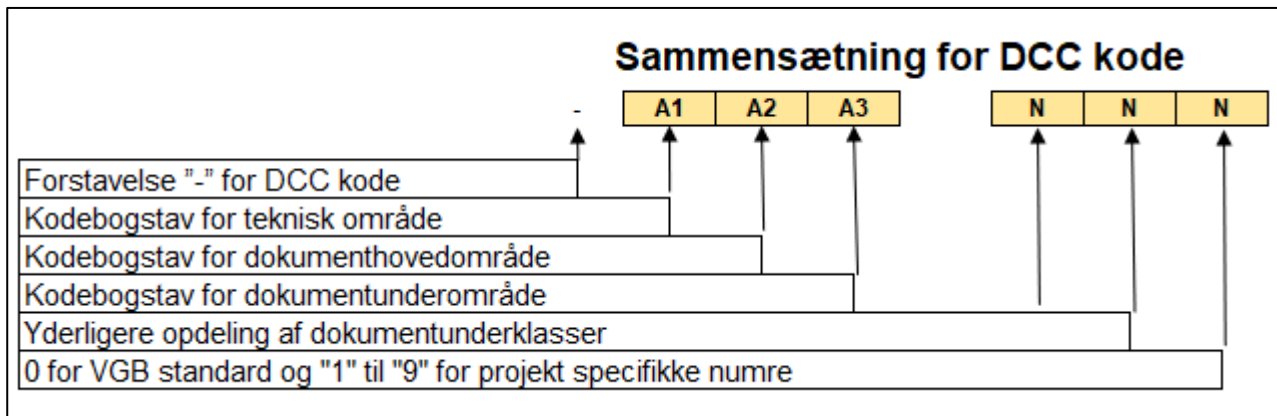 Sammensætning for DCC kode
- A1 A2 A3 N N N
Forstavelse "-" for DCC kode
Kodebogstav for teknisk område
Kodebogstav for dokumenthovedområde
Kodebogstav for dokumentunderområde
Yderligere opdeling af dokumentunderklasser
0 for VGB standard og "1" til "9" for projekt specifikke numre